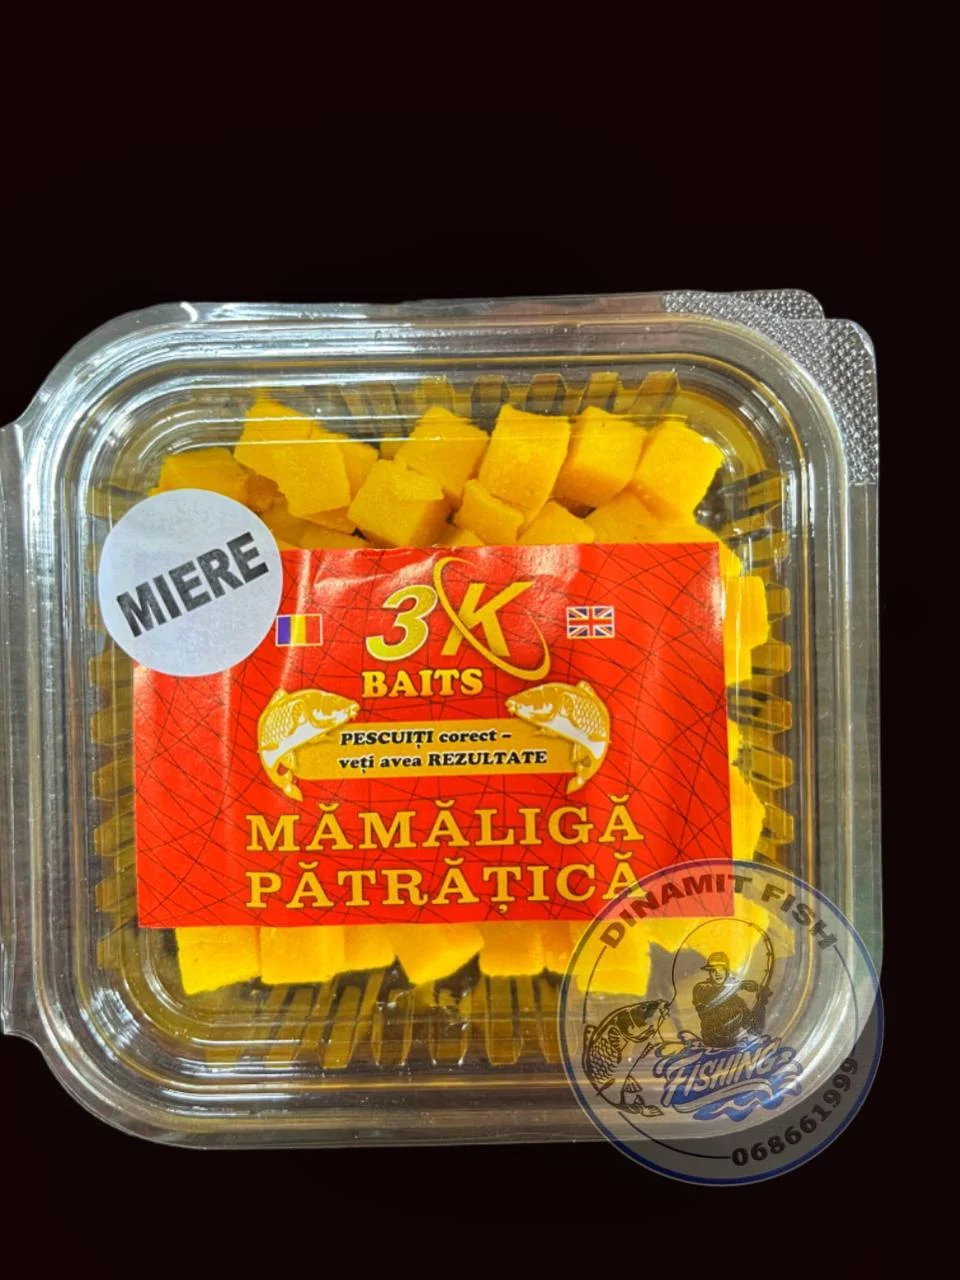 MIERE
3K
BAITS
PESCUIȚI corect –
veți avea REZULTATE
MĂMĂLIGĂ
PĂTRĂȚICĂ
DINAMIT FISH
FISHING
068661999